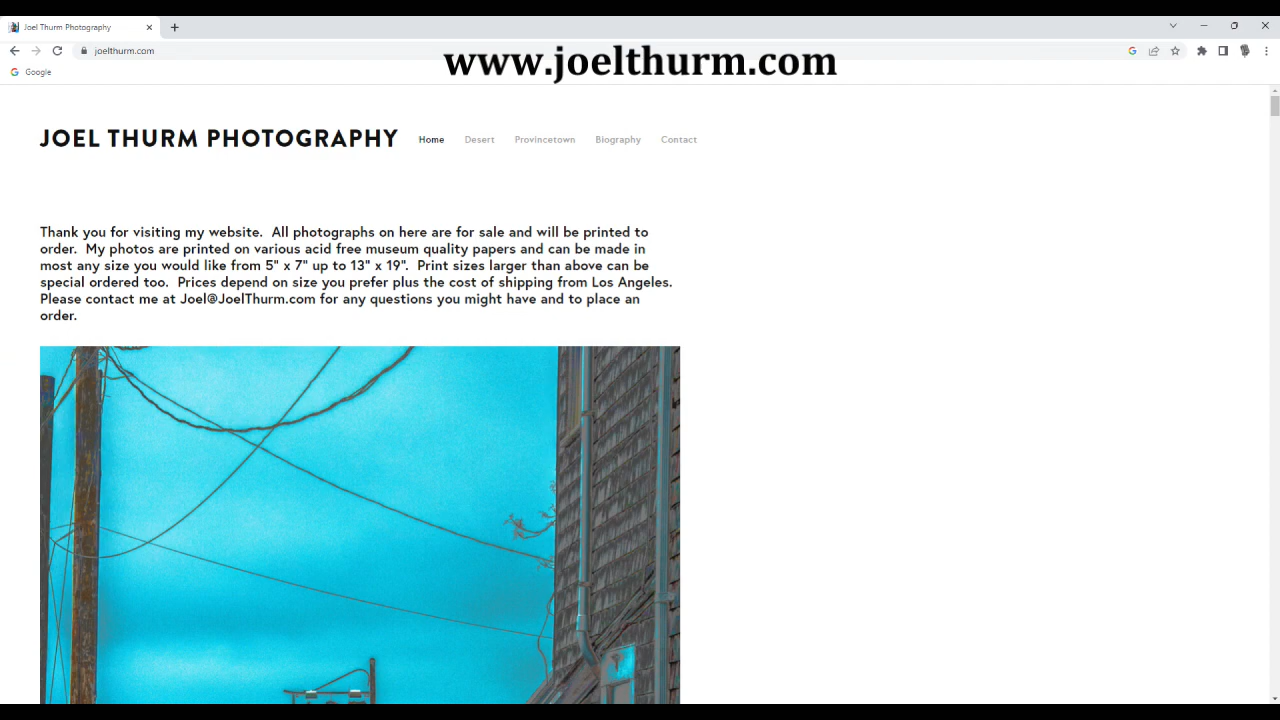 Joel Thurm Photography
joelthurm.com
www.joelthurm.com
Google
JOEL THURM PHOTOGRAPHY Home Desert Provincetown Biography Contact
Thank you for visiting my website. All photographs on here are for sale and will be printed to
order. My photos are printed on various acid free museum quality papers and can be made in
most any size you would like from 5" x 7" up to 13" x 19". Print sizes larger than above can be
special ordered too. Prices depend on size you prefer plus the cost of shipping from Los Angeles.
Please contact me at Joel@JoelThurm.com for any questions you might have and to place an
order.